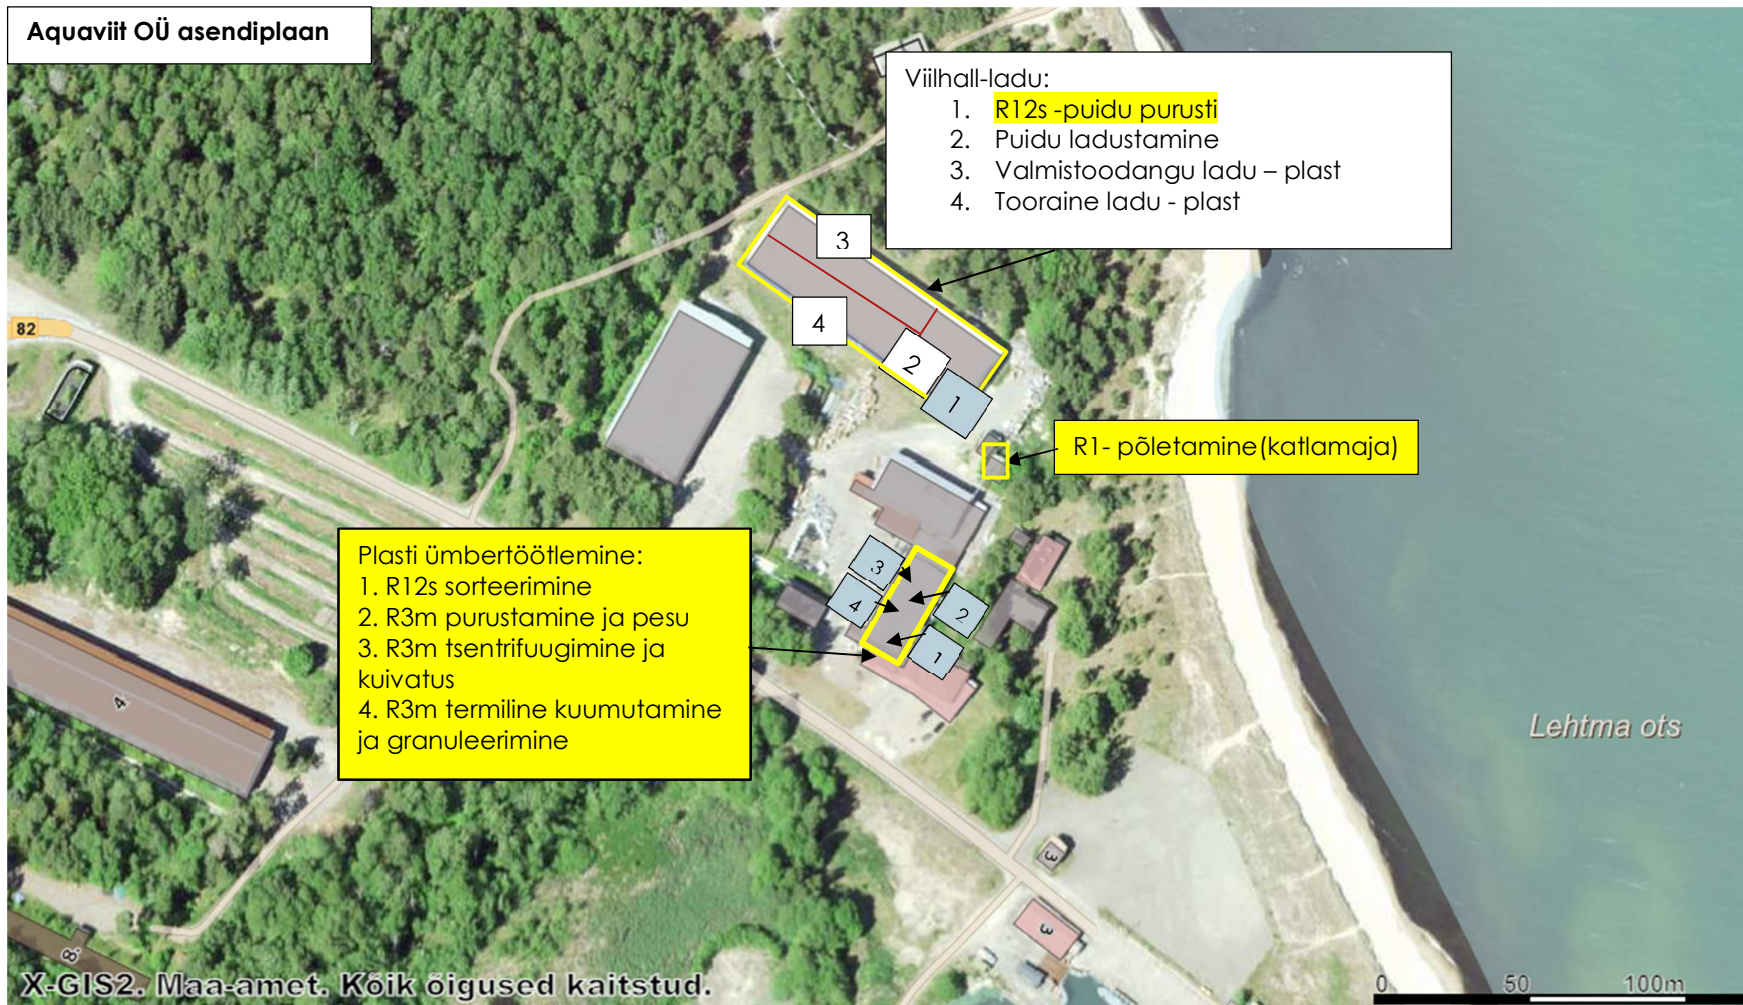 Aquaviit OÜ asendiplaan
Viilhall-ladu:
1. R12s -puidu purusti
2. Puidu ladustamine
3. Valmistoodangu ladu – plast
4. Tooraine ladu - plast
3
4
2
1
82
R1- põletamine(katlamaja)
Plasti ümbertöötlemine:
1. R12s sorteerimine
2. R3m purustamine ja pesu
3. R3m tsentrifuugimine ja
kuivatus
4. R3m termiline kuumutamine
ja granuleerimine
3
4
2
1
4
Lehtma ots
3
3
8.
X-GIS2. Maa-amet. Kõik õigused kaitstud.
0 50 100m